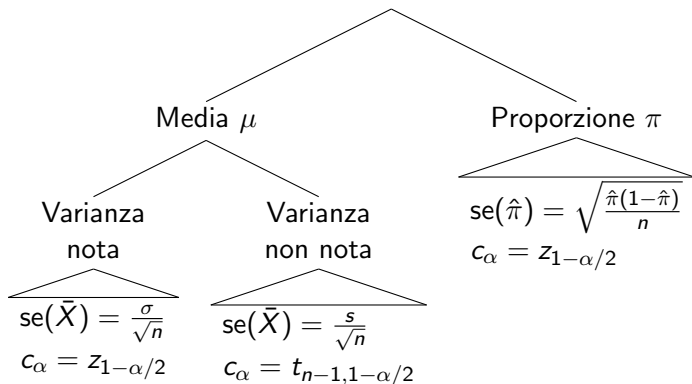 Media μ
Proporzione π
Varianza
nota
se(X̄) = σ/√n
c_α = z_{1−α/2}
Varianza
non nota
se(X̄) = s/√n
c_α = t_{n−1,1−α/2}
se(π̂) = √(π̂(1−π̂)/n)
c_α = z_{1−α/2}